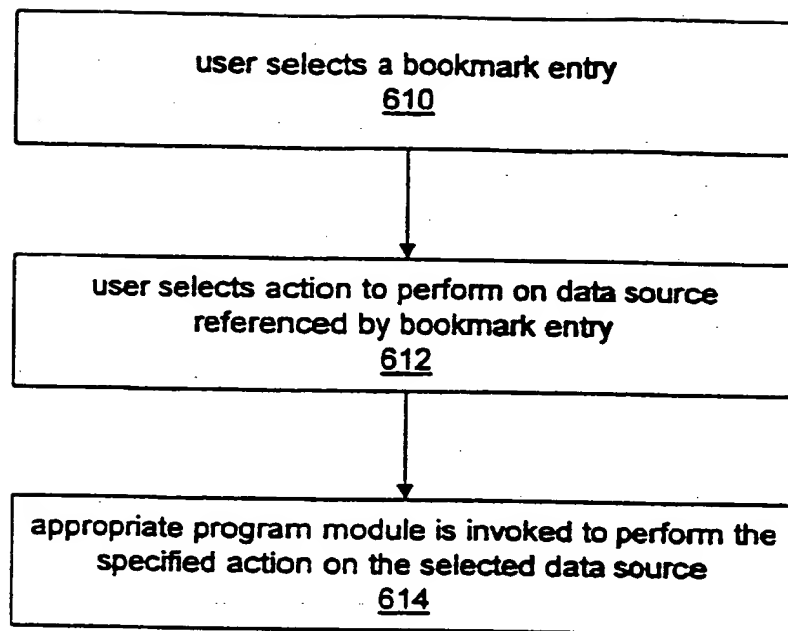 user selects a bookmark entry
610
user selects action to perform on data source
referenced by bookmark entry
612
appropriate program module is invoked to perform the
specified action on the selected data source
614